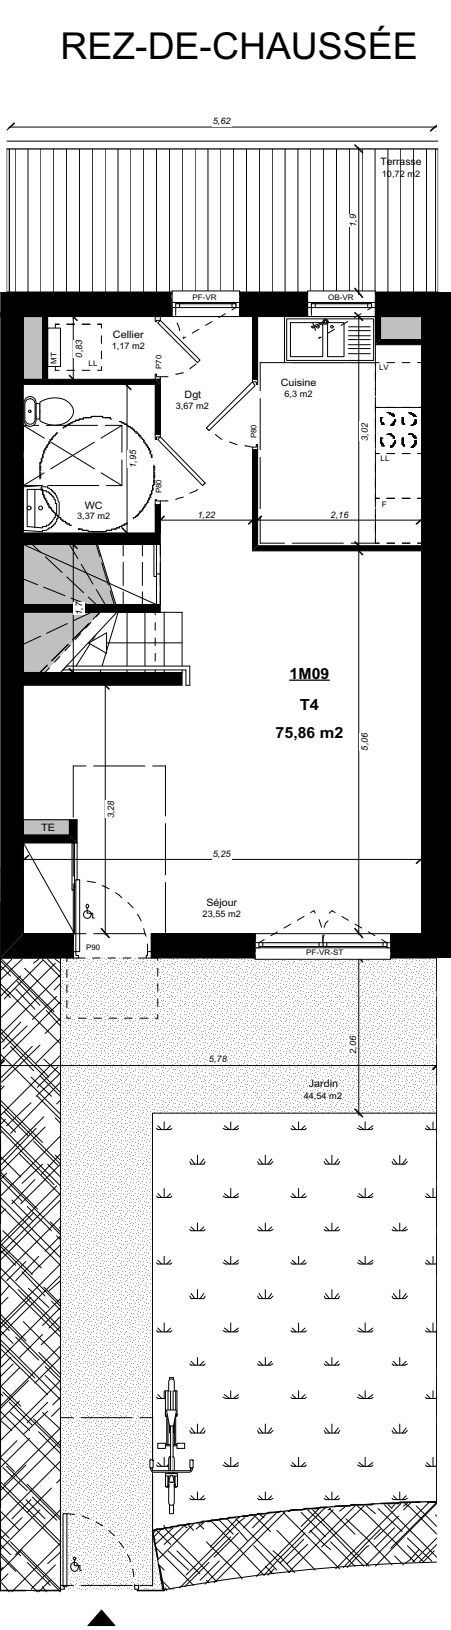 REZ-DE-CHAUSSÉE
5,62
Terrasse
10,72 m2
1,9
PF-VR
OB-VR
Cellier
1,17 m2
0,83
MT
LL
P70
Dgt
3,67 m2
Cuisine
6,3 m2
LV
3,02
P80
LL
F
1,95
WC
3,37 m2
P80
1,22
2,16
1,7
1M09
T4
75,86 m2
5,06
3,28
TE
5,25
Séjour
23,55 m2
P90
PF-VR-ST
2,06
5,78
Jardin
44,54 m2